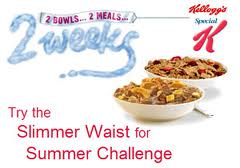 2 BOWLS... 2 MEALS...
2 weeks
Kellogg's
Special
K
Try the
Slimmer Waist for
Summer Challenge